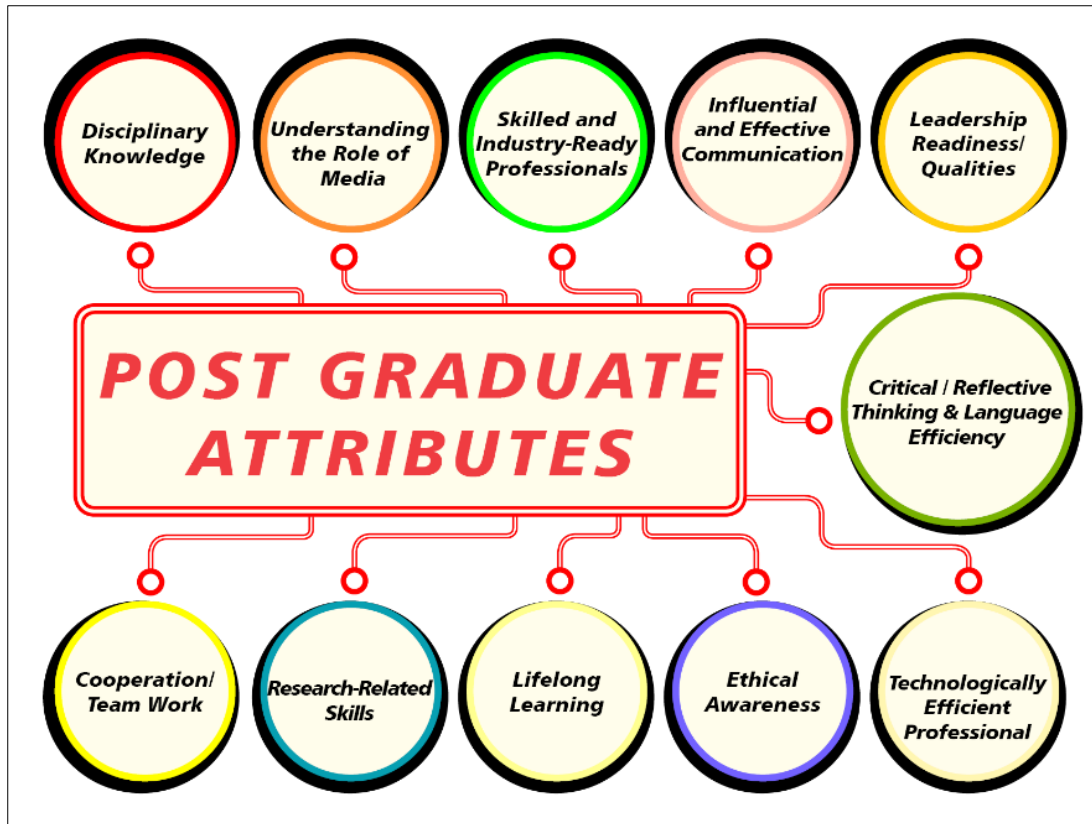 Disciplinary
Knowledge
Understanding
the Role of
Media
Skilled and
Industry-Ready
Professionals
Influential
and Effective
Communication
Leadership
Readiness/
Qualities
POST GRADUATE
ATTRIBUTES
Critical / Reflective
Thinking & Language
Efficiency
Cooperation/
Team Work
Research-Related
Skills
Lifelong
Learning
Ethical
Awareness
Technologically
Efficient
Professional